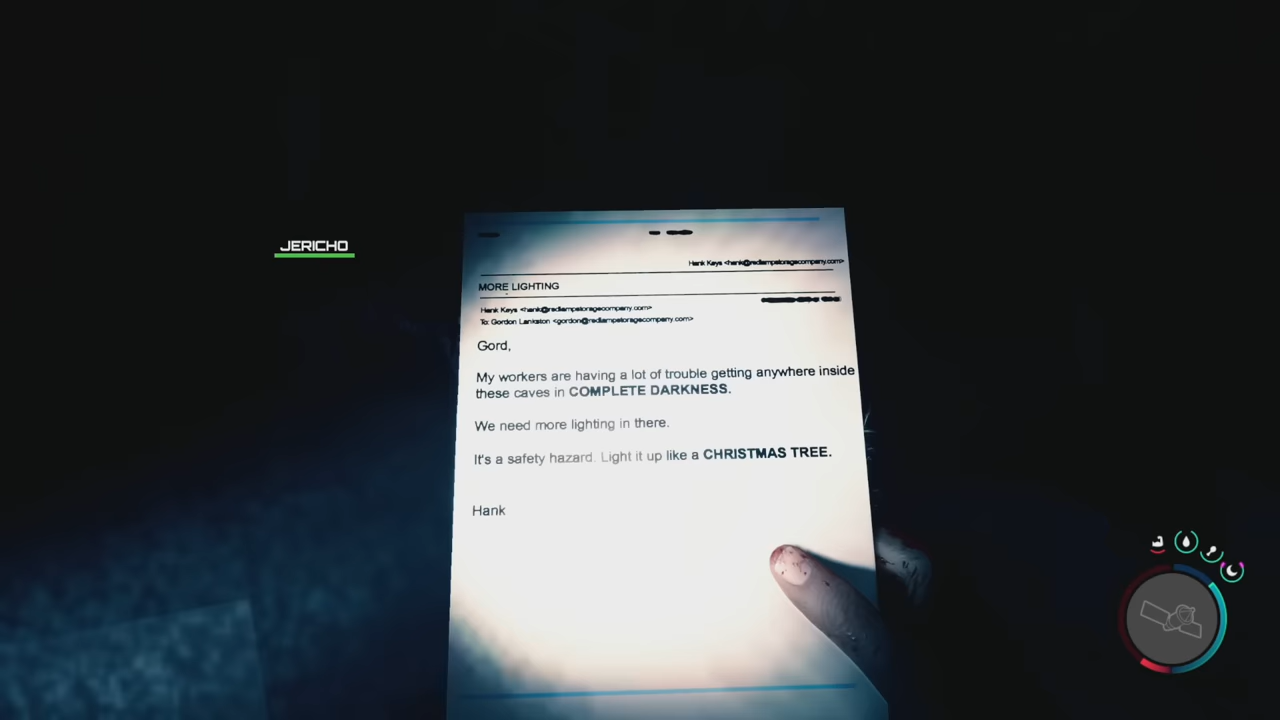 JERICHO
Hank Keys <hank@redlampstoragecompany.com>
MORE LIGHTING
Hank Keys <hank@redlampstoragecompany.com>
To: Gordon Lankston <gordon@redlampstoragecompany.com>
Gord,
My workers are having a lot of trouble getting anywhere inside
these caves in COMPLETE DARKNESS.
We need more lighting in there.
It's a safety hazard. Light it up like a CHRISTMAS TREE.
Hank